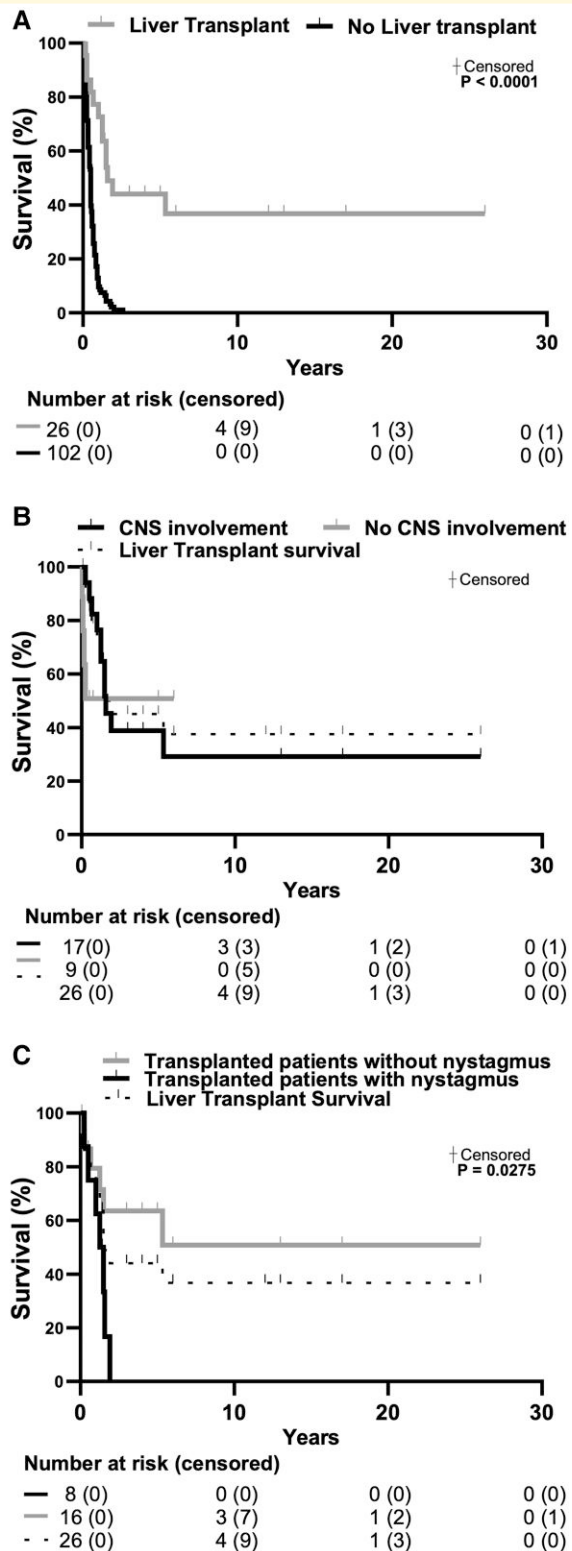 A
Liver Transplant No Liver transplant
100
80
60
40
20
0
Survival (%)
† Censored
P < 0.0001
0 10 20 30
Years
Number at risk (censored)
26 (0) 4 (9) 1 (3) 0 (1)
102 (0) 0 (0) 0 (0) 0 (0)
B
CNS involvement No CNS involvement
Liver Transplant survival
100
80
60
40
20
0
Survival (%)
† Censored
0 10 20 30
Years
Number at risk (censored)
17(0) 3 (3) 1 (2) 0 (1)
9 (0) 0 (5) 0 (0) 0 (0)
26 (0) 4 (9) 1 (3) 0 (0)
C
Transplanted patients without nystagmus
Transplanted patients with nystagmus
Liver Transplant Survival
100
80
60
40
20
0
Survival (%)
† Censored
P = 0.0275
0 10 20 30
Years
Number at risk (censored)
8 (0) 0 (0) 0 (0) 0 (0)
16 (0) 3 (7) 1 (2) 0 (1)
26 (0) 4 (9) 1 (3) 0 (0)